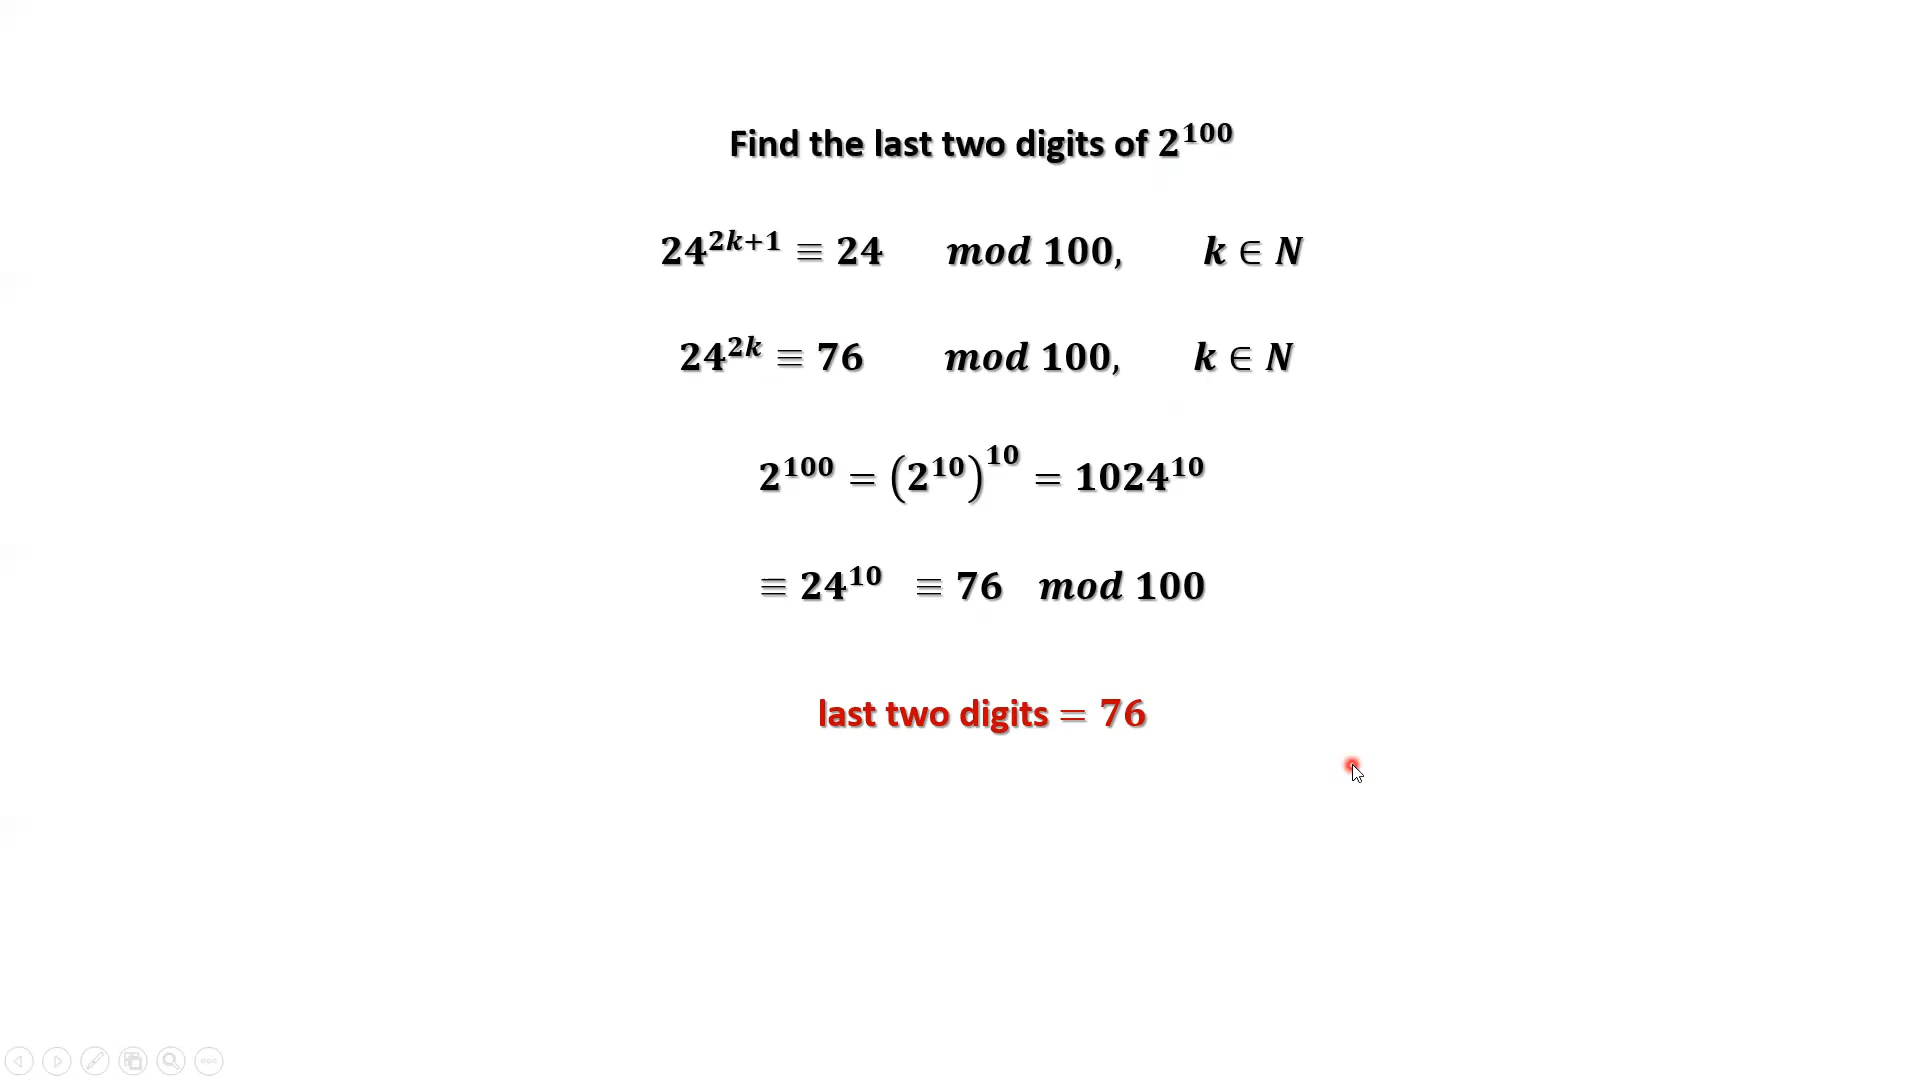 Find the last two digits of 2^100
24^(2k+1) ≡ 24 mod 100, k ∈ N
24^(2k) ≡ 76 mod 100, k ∈ N
2^100 = (2^10)^10 = 1024^10
≡ 24^10 ≡ 76 mod 100
last two digits = 76